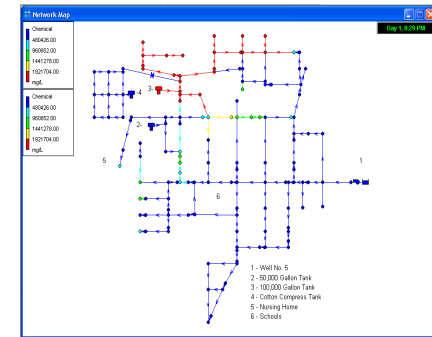 Network Map
Day 1, 8:29 PM
Chemical
480426.00
960852.00
1441278.00
1921704.00
mg/L
Chemical
480426.00
960852.00
1441278.00
1921704.00
mg/L
4
3-
2-
5
1
6
1 - Well No. 5
2 - 50,000 Gallon Tank
3 - 100,000 Gallon Tank
4 - Cotton Compress Tank
5 - Nursing Home
6 - Schools